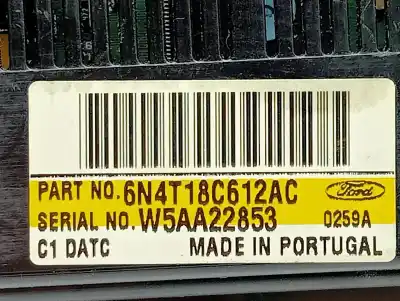 PART NO. 6N4T18C612AC Ford
SERIAL NO. W5AA22853 0259A
C1 DATC MADE IN PORTUGAL